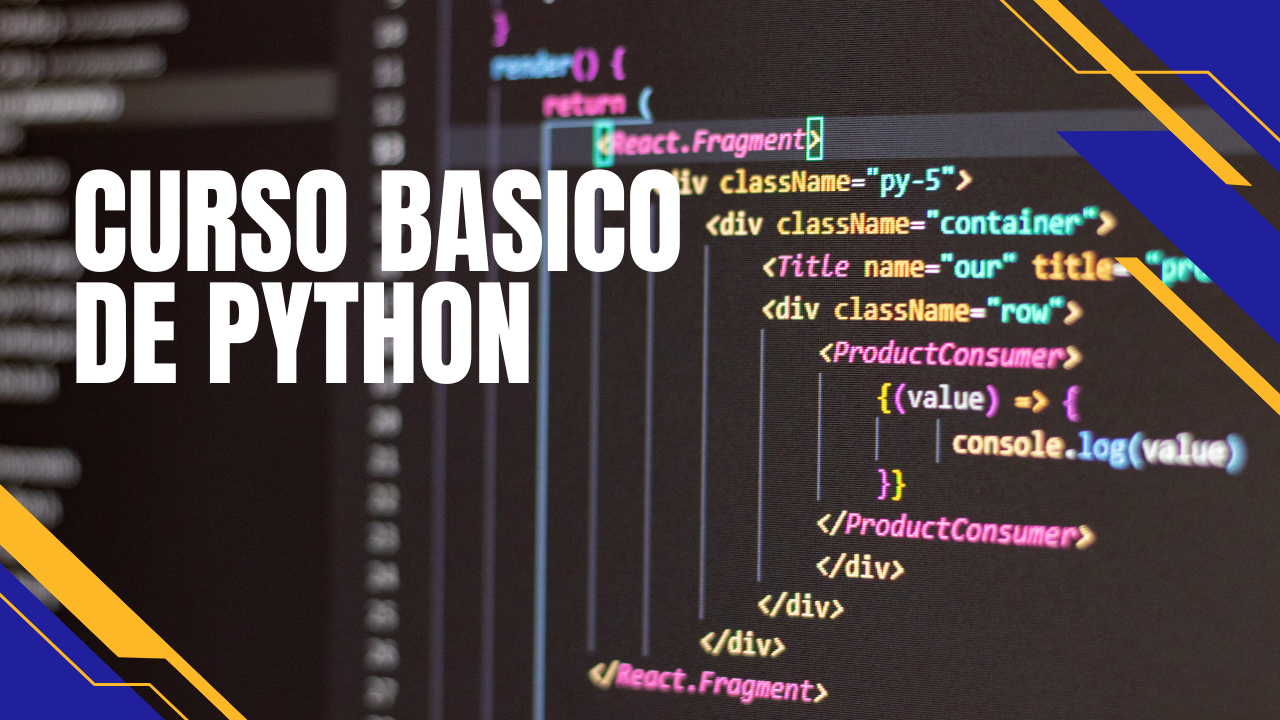 }
render() {
return (
<React.Fragment>
div className="py-5">
<div className="container">
<Title name="our" title=
<div className="row">
<ProductConsumer>
{(value) => {
console.log(value)
}}
</ProductConsumer>
</div>
</div>
</div>
</React.Fragment>
CURSO BASICO
DE PYTHON